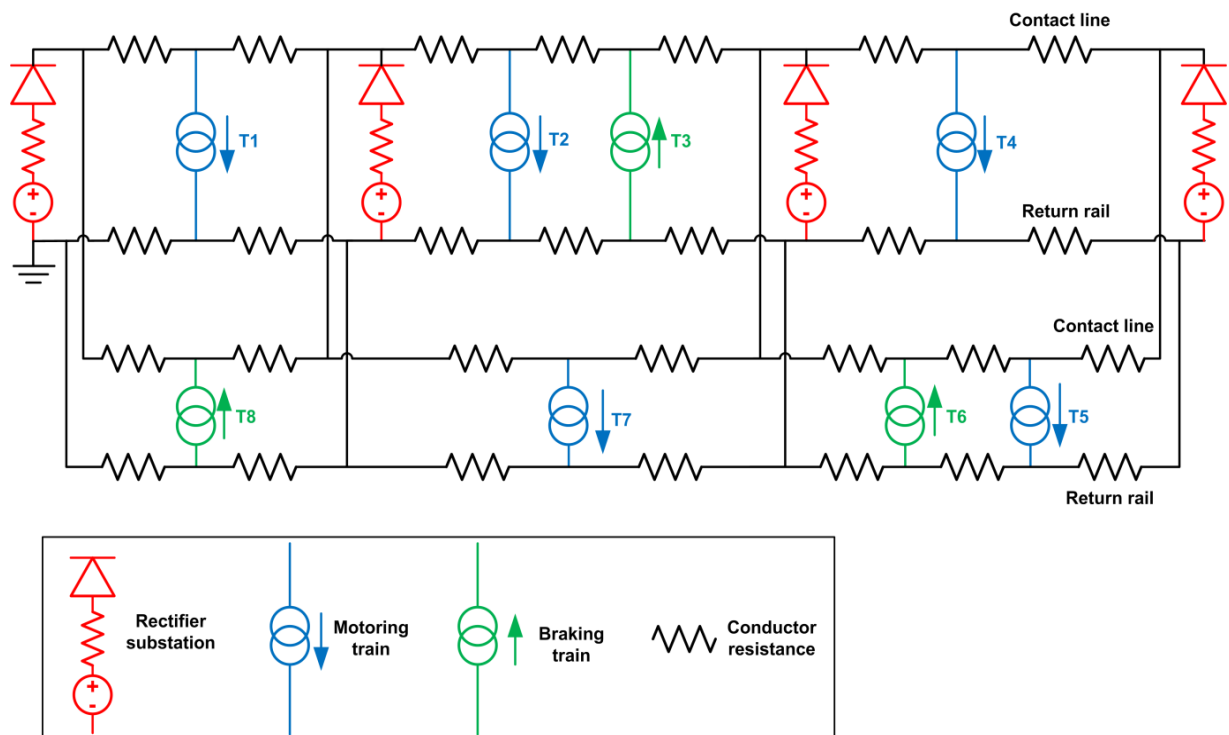 Contact line
T1
T2
T3
T4
+
-
+
-
+
-
+
-
Return rail
Contact line
T8
T7
T6
T5
Return rail
Rectifier
substation
Motoring
train
Braking
train
Conductor
resistance
+
-